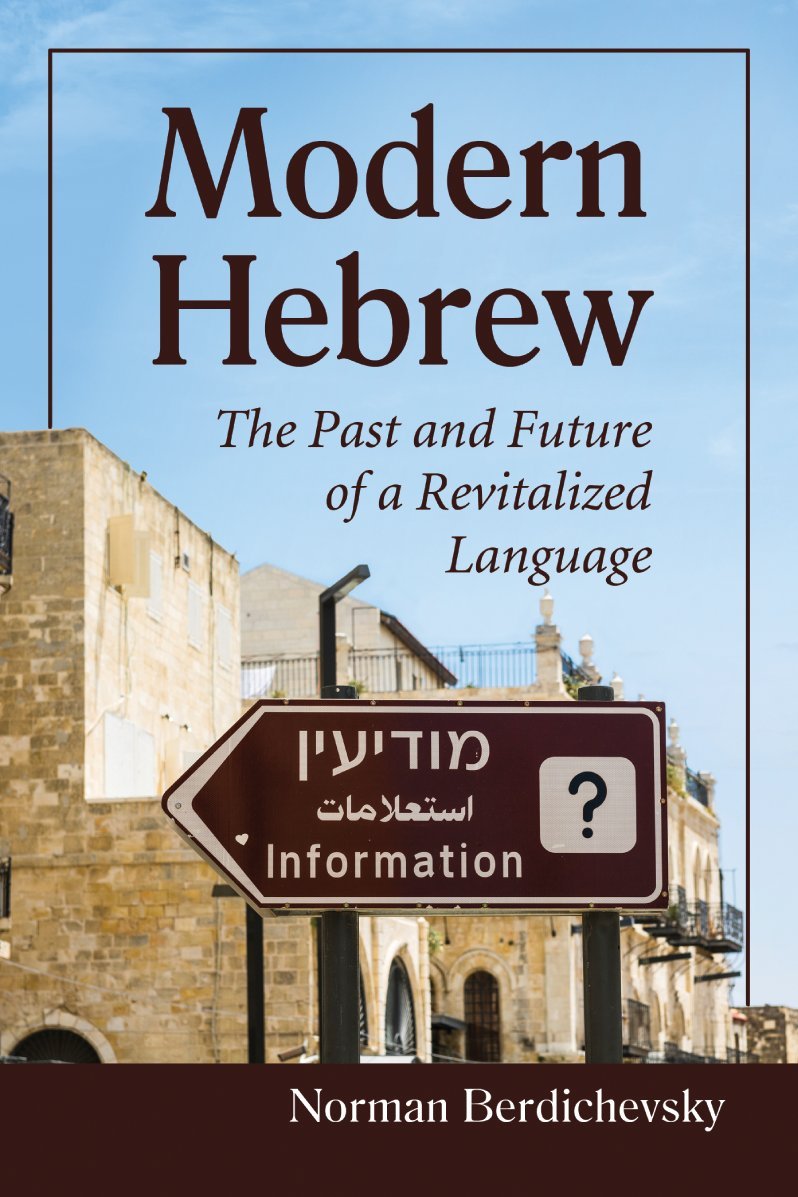 Modern
Hebrew
The Past and Future
of a Revitalized
Language
מודיעין
استعلامات
?
Information
Norman Berdichevsky